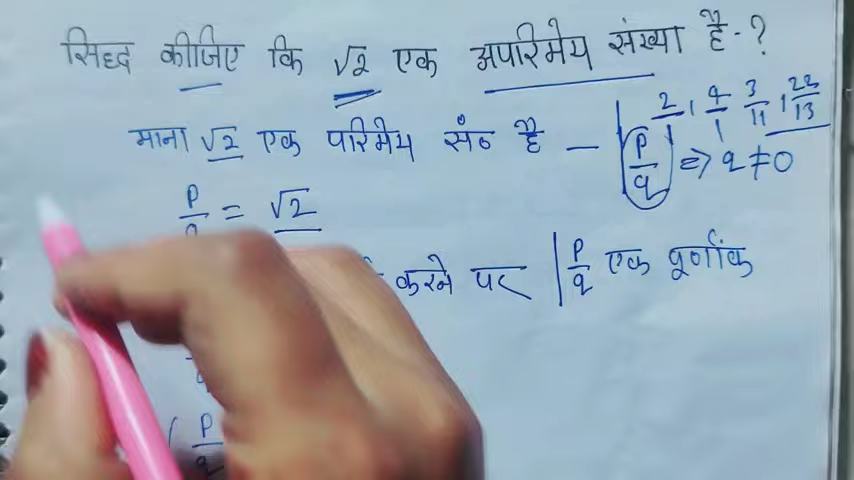 सिध्द कीजिए कि √2 एक अपरिमेय संख्या है - ?
माना √2 एक परिमेय सं० है —
2/1, 4/1 3/11, 22/13
p/q ⇒ q ≠ 0
p/q = √2
करने पर | p/q एक पूर्णांक
( p/q